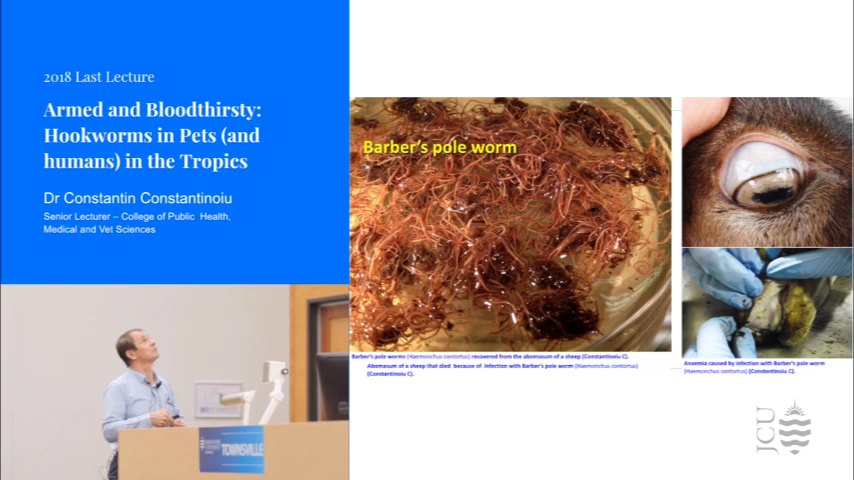 2018 Last Lecture
Armed and Bloodthirsty:
Hookworms in Pets (and
humans) in the Tropics
Dr Constantin Constantinoiu
Senior Lecturer – College of Public Health,
Medical and Vet Sciences
Barber's pole worm
Barber's pole worms (Haemonchus contortus) recovered from the abomasum of a sheep (Constantinoiu C).
Abomasum of a sheep that died because of infection with Barber's pole worm (Haemonchus contortus)
(Constantinoiu C).
Anaemia caused by infection with Barber's pole worm
(Haemonchus contortus) (Constantinoiu C).
TOWNSVILLE
JCU